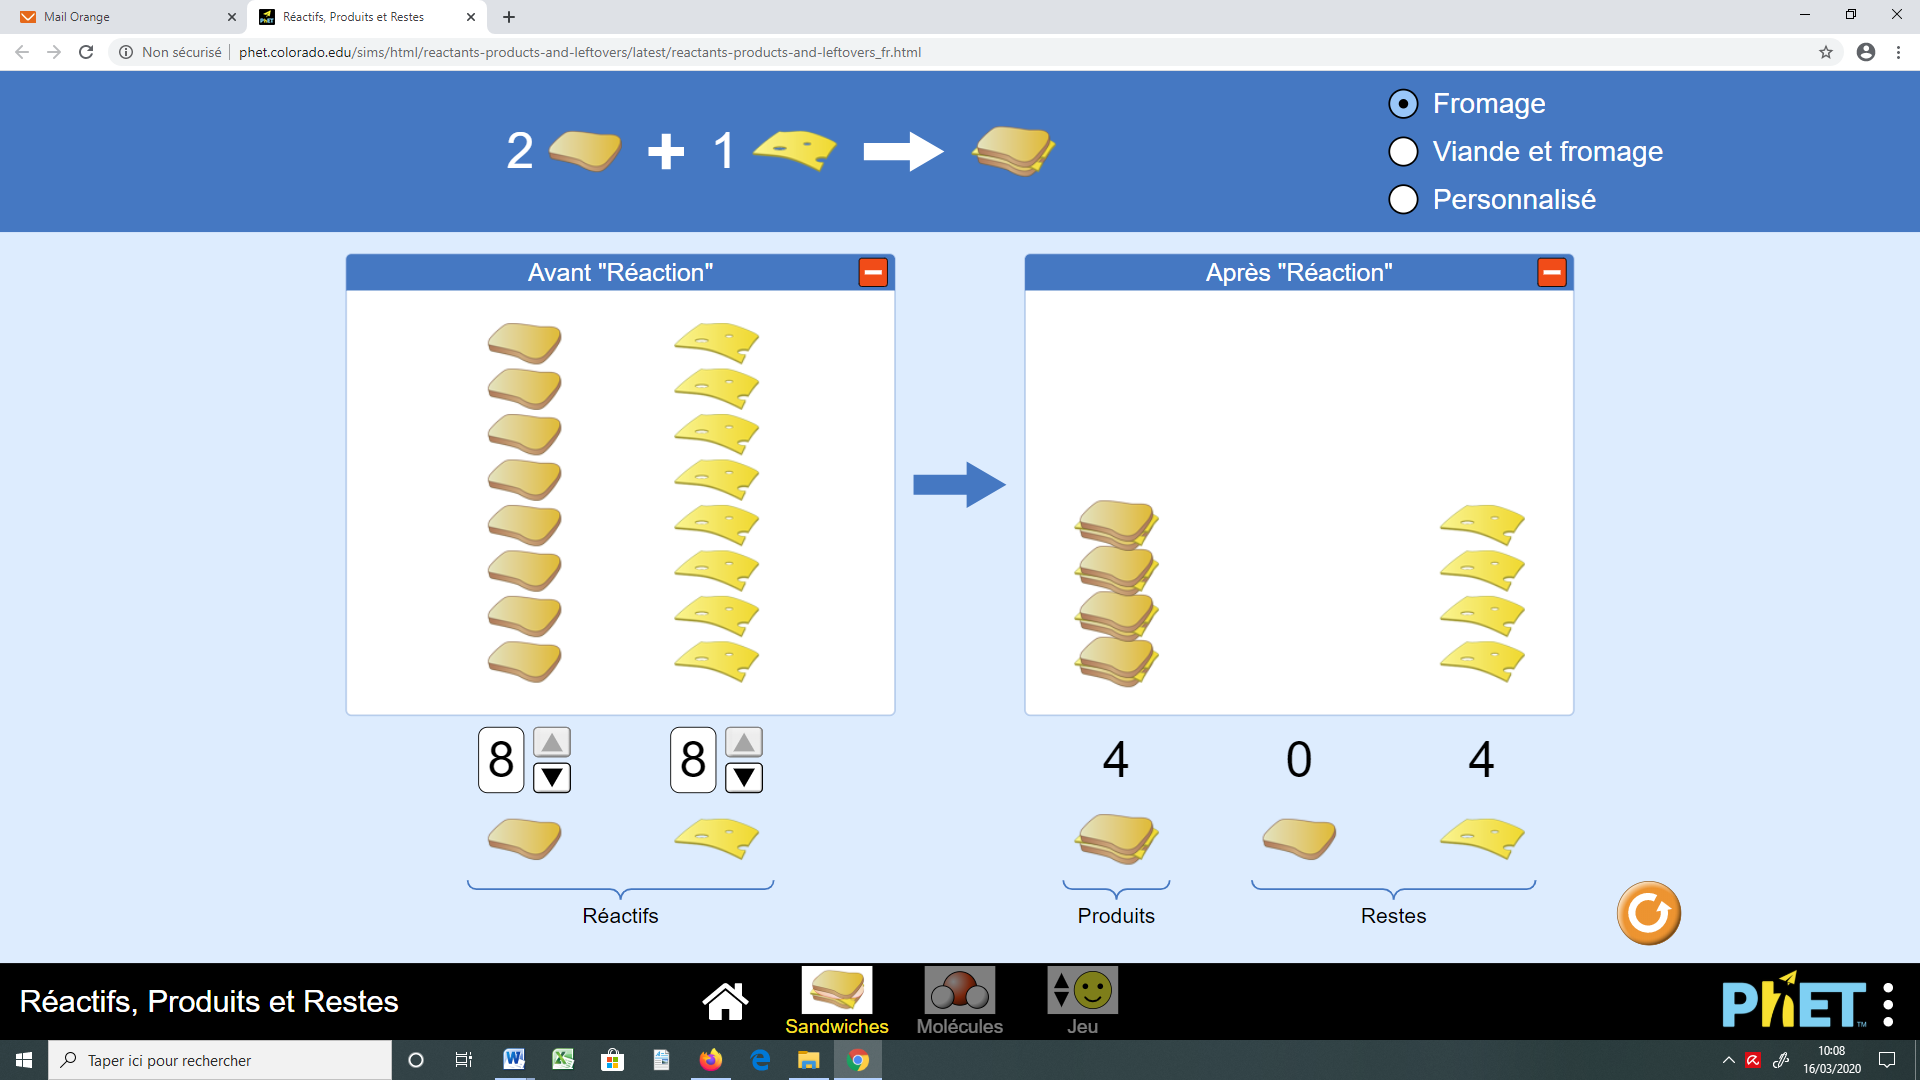 Mail Orange
Réactifs, Produits et Restes
Non sécurisé
phet.colorado.edu/sims/html/reactants-products-and-leftovers/latest/reactants-products-and-leftovers_fr.html
2 + 1
Fromage
Viande et fromage
Personnalisé
Avant "Réaction"
Après "Réaction"
8 8 4 0 4
Réactifs
Produits
Restes
Réactifs, Produits et Restes
Sandwiches
Molécules
Jeu
PhET
Taper ici pour rechercher
10:08
16/03/2020